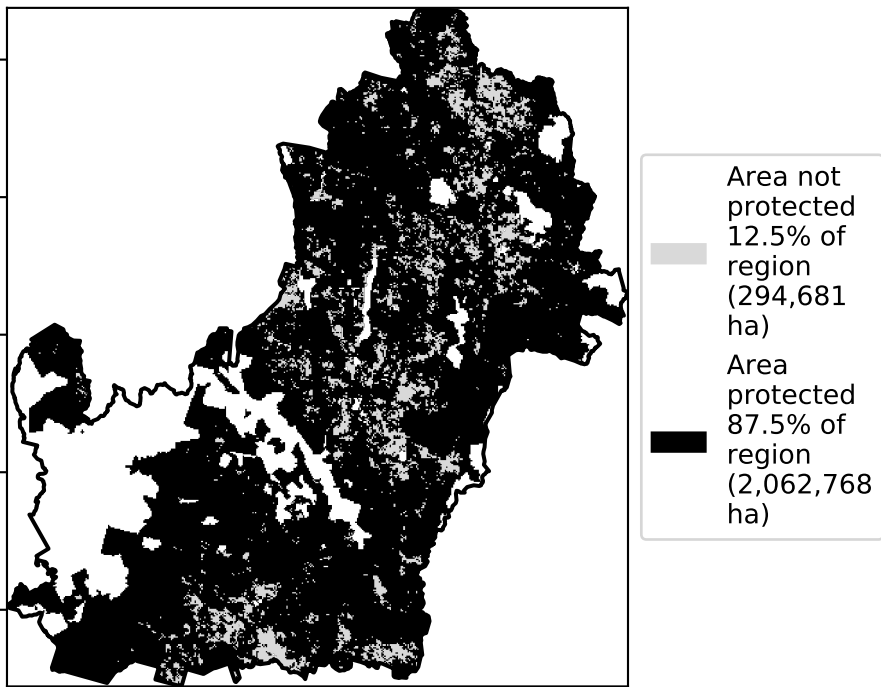 Area not
protected
12.5% of
region
(294,681
ha)
Area
protected
87.5% of
region
(2,062,768
ha)